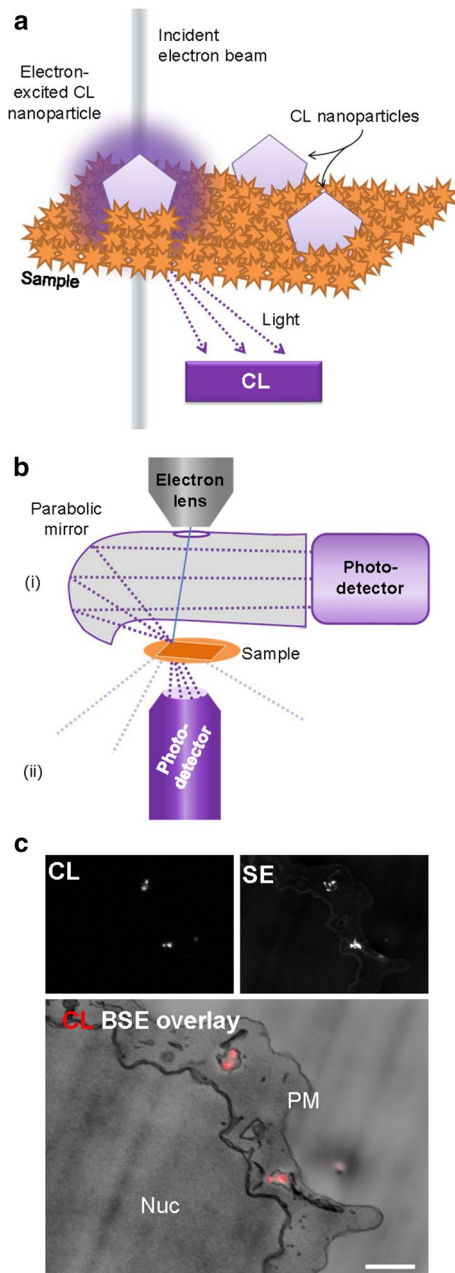 a
Incident
electron beam
Electron-
excited CL
nanoparticle
CL nanoparticles
Sample
Light
CL
b
Electron
lens
Parabolic
mirror
(i)
Photo-
detector
Sample
Photo-
detector
(ii)
c
CL
SE
CL BSE overlay
PM
Nuc